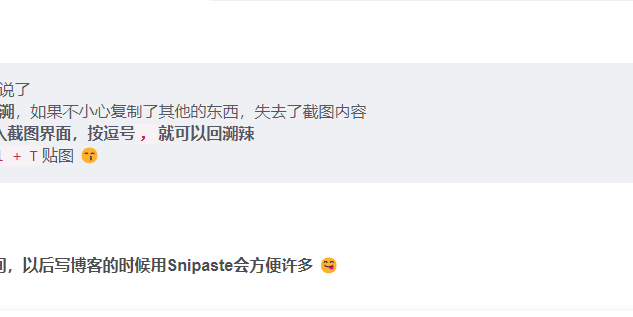 说了
溯，如果不小心复制了其他的东西，失去了截图内容
入截图界面，按逗号 ， 就可以回溯辣
+ T 贴图 😙
，以后写博客的时候用Snipaste会方便许多 😋